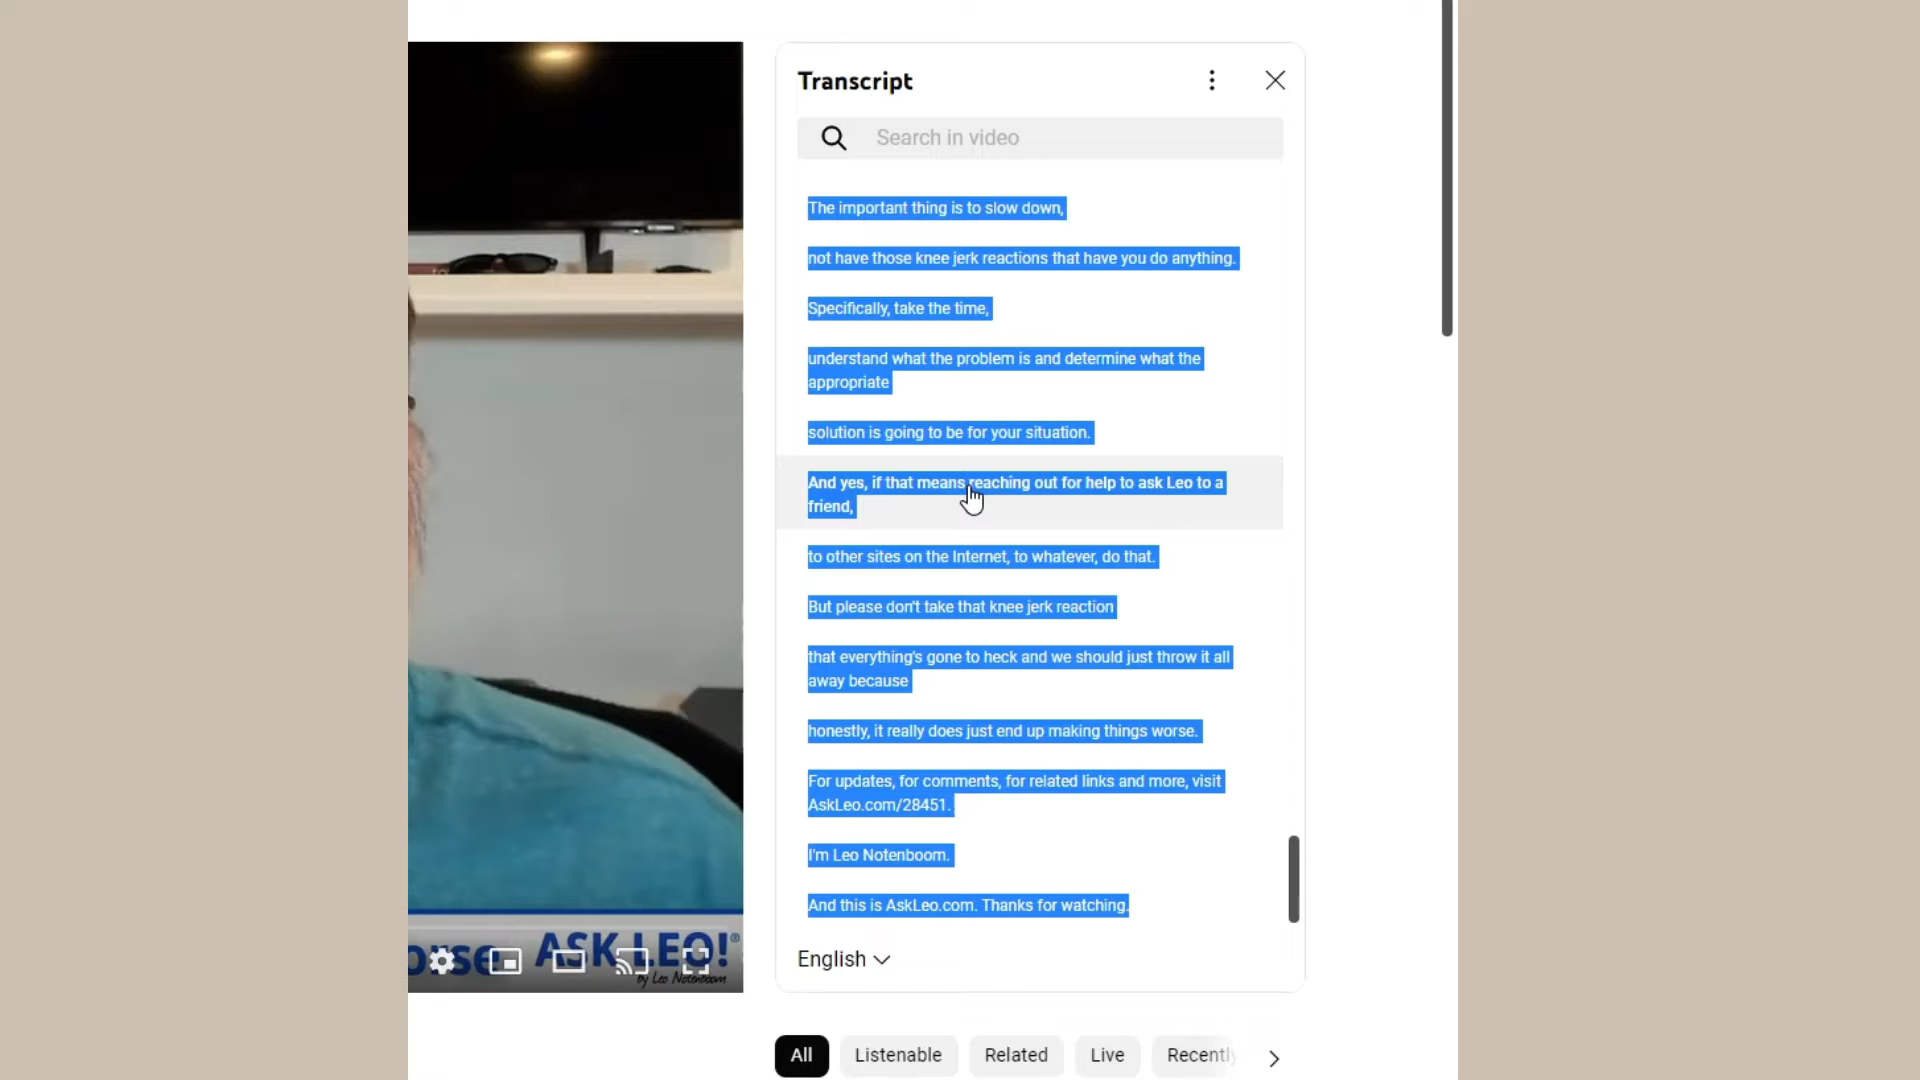 Transcript
Search in video
The important thing is to slow down,
not have those knee jerk reactions that have you do anything.
Specifically, take the time,
understand what the problem is and determine what the
appropriate
solution is going to be for your situation.
And yes, if that means reaching out for help to ask Leo to a
friend,
to other sites on the Internet, to whatever, do that.
But please don't take that knee jerk reaction
that everything's gone to heck and we should just throw it all
away because
honestly, it really does just end up making things worse.
For updates, for comments, for related links and more, visit
AskLeo.com/28451.
I'm Leo Notenboom.
And this is AskLeo.com. Thanks for watching.
English
orse ASK LEO!®
by Leo Notenboom
All Listenable Related Live Recently